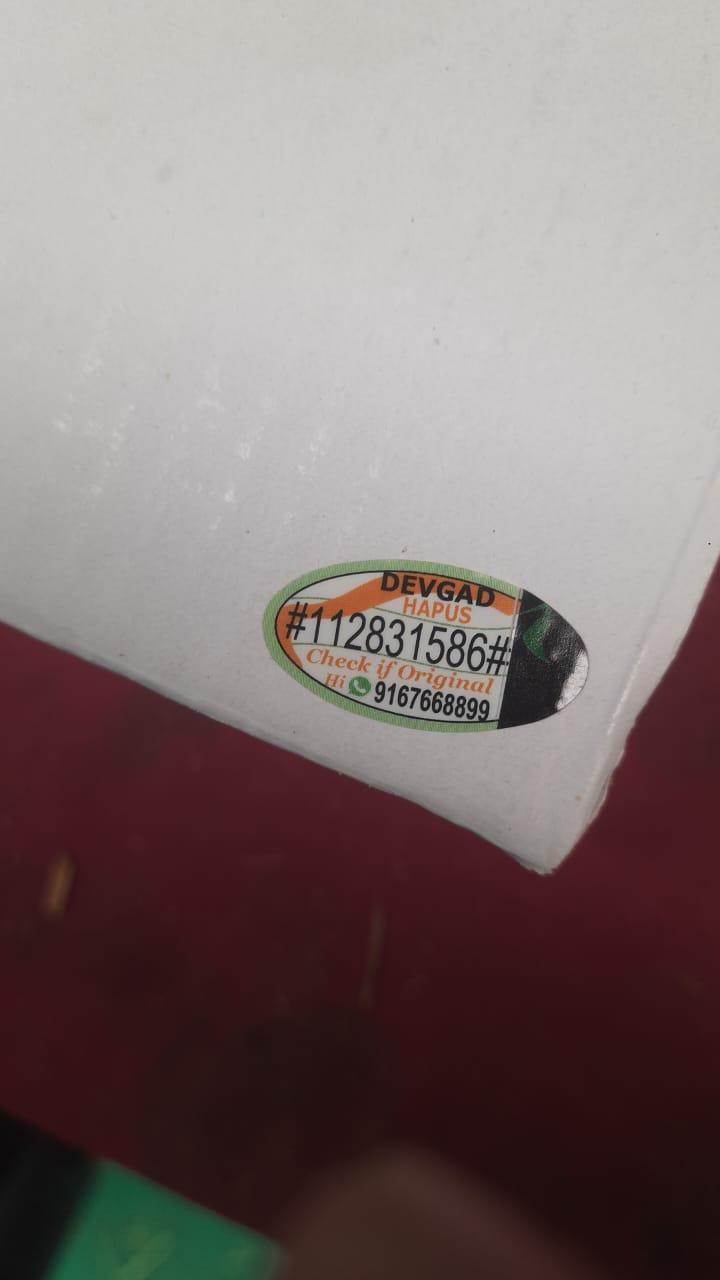 DEVGAD
HAPUS
#112831586#
Check if Original
Hi 9167668899